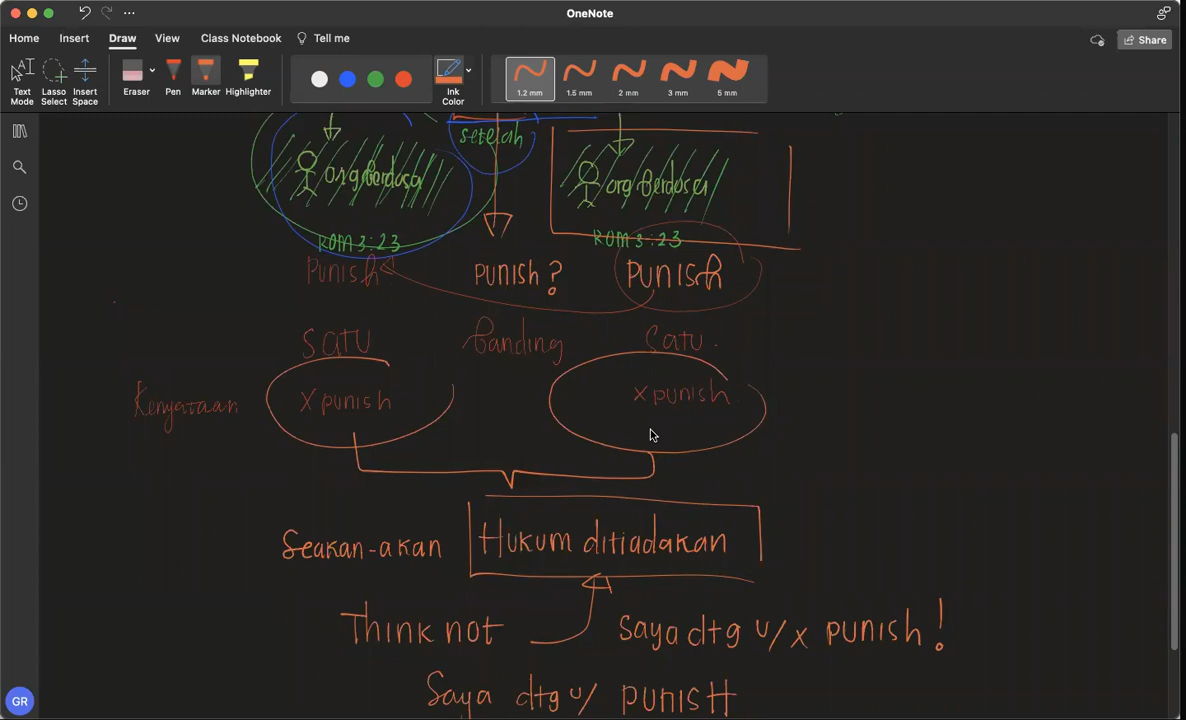 OneNote
Home Insert Draw View Class Notebook Tell me
Share
Text Mode
Lasso Select
Insert Space
Eraser
Pen
Marker
Highlighter
Ink Color
1.2 mm
1.5 mm
2 mm
3 mm
5 mm
setelah
org Berdosa
org Berdosa
ROM 3:23
ROM 3:23
Punish
punish?
punish
SATU
Banding
Satu.
Kenyataan
x punish
x punish
Seakan-akan
Hukum ditiadakan
Think not
Saya dtg u/ x punish!
Saya dtg u/ punish
GR